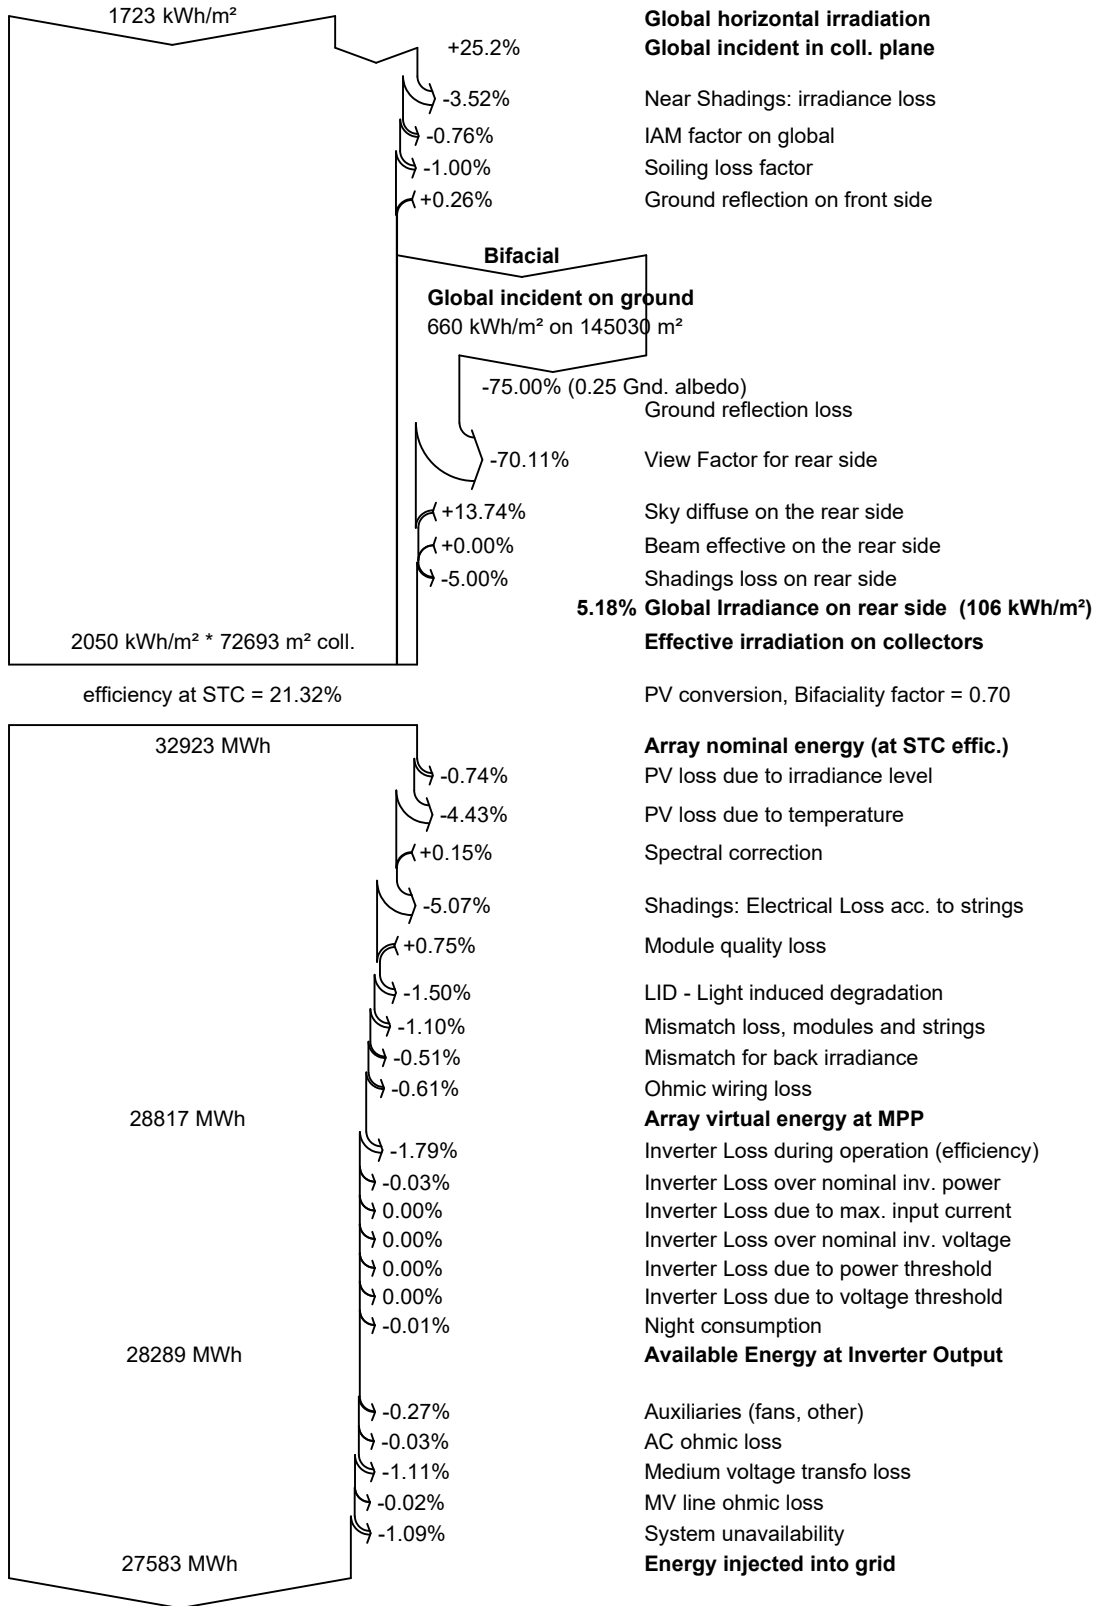 1723 kWh/m² Global horizontal irradiation
+25.2% Global incident in coll. plane
-3.52% Near Shadings: irradiance loss
-0.76% IAM factor on global
-1.00% Soiling loss factor
+0.26% Ground reflection on front side
Bifacial
Global incident on ground
660 kWh/m² on 145030 m²
-75.00% (0.25 Gnd. albedo)
Ground reflection loss
-70.11% View Factor for rear side
+13.74% Sky diffuse on the rear side
+0.00% Beam effective on the rear side
-5.00% Shadings loss on rear side
5.18% Global Irradiance on rear side (106 kWh/m²)
2050 kWh/m² * 72693 m² coll. Effective irradiation on collectors
efficiency at STC = 21.32% PV conversion, Bifaciality factor = 0.70
32923 MWh Array nominal energy (at STC effic.)
-0.74% PV loss due to irradiance level
-4.43% PV loss due to temperature
+0.15% Spectral correction
-5.07% Shadings: Electrical Loss acc. to strings
+0.75% Module quality loss
-1.50% LID - Light induced degradation
-1.10% Mismatch loss, modules and strings
-0.51% Mismatch for back irradiance
-0.61% Ohmic wiring loss
28817 MWh Array virtual energy at MPP
-1.79% Inverter Loss during operation (efficiency)
-0.03% Inverter Loss over nominal inv. power
0.00% Inverter Loss due to max. input current
0.00% Inverter Loss over nominal inv. voltage
0.00% Inverter Loss due to power threshold
0.00% Inverter Loss due to voltage threshold
-0.01% Night consumption
28289 MWh Available Energy at Inverter Output
-0.27% Auxiliaries (fans, other)
-0.03% AC ohmic loss
-1.11% Medium voltage transfo loss
-0.02% MV line ohmic loss
-1.09% System unavailability
27583 MWh Energy injected into grid